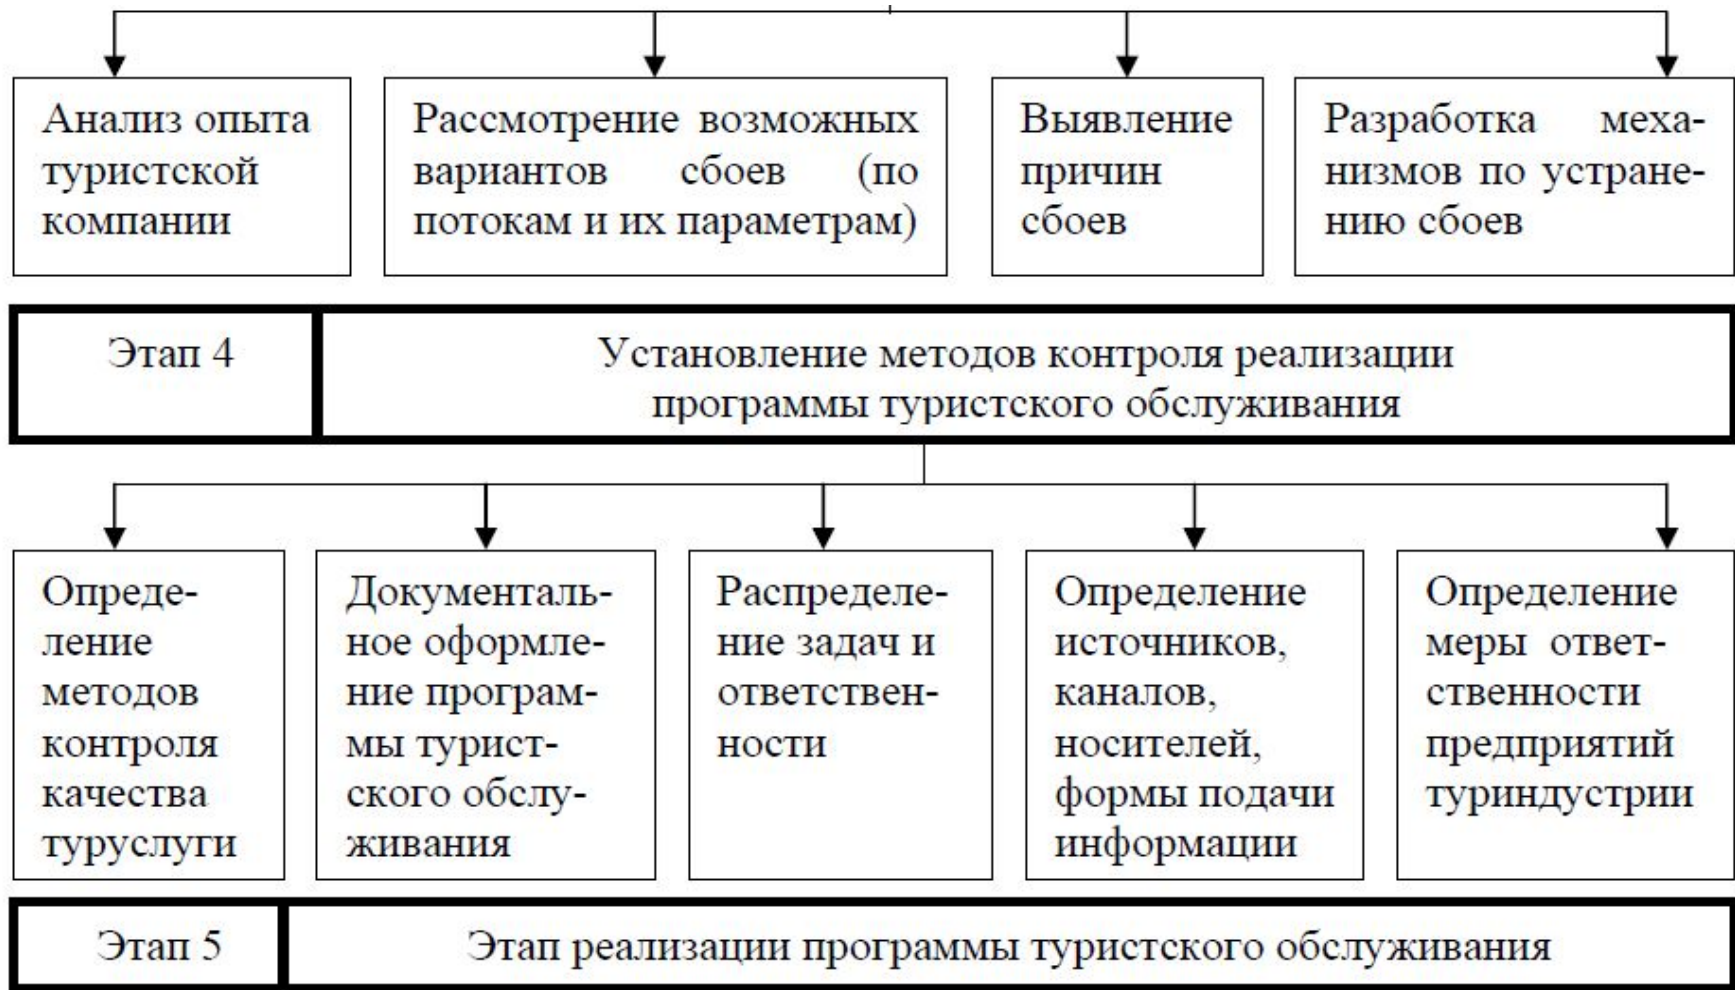 Анализ опыта
туристской
компании
Рассмотрение возможных
вариантов сбоев (по
потокам и их параметрам)
Выявление
причин
сбоев
Разработка меха-
низмов по устране-
нию сбоев
Этап 4
Установление методов контроля реализации
программы туристского обслуживания
Опреде-
ление
методов
контроля
качества
туруслуги
Документаль-
ное оформле-
ние програм-
мы турист-
ского обслу-
живания
Распределе-
ние задач и
ответствен-
ности
Определение
источников,
каналов,
носителей,
формы подачи
информации
Определение
меры ответ-
ственности
предприятий
туриндустрии
Этап 5
Этап реализации программы туристского обслуживания